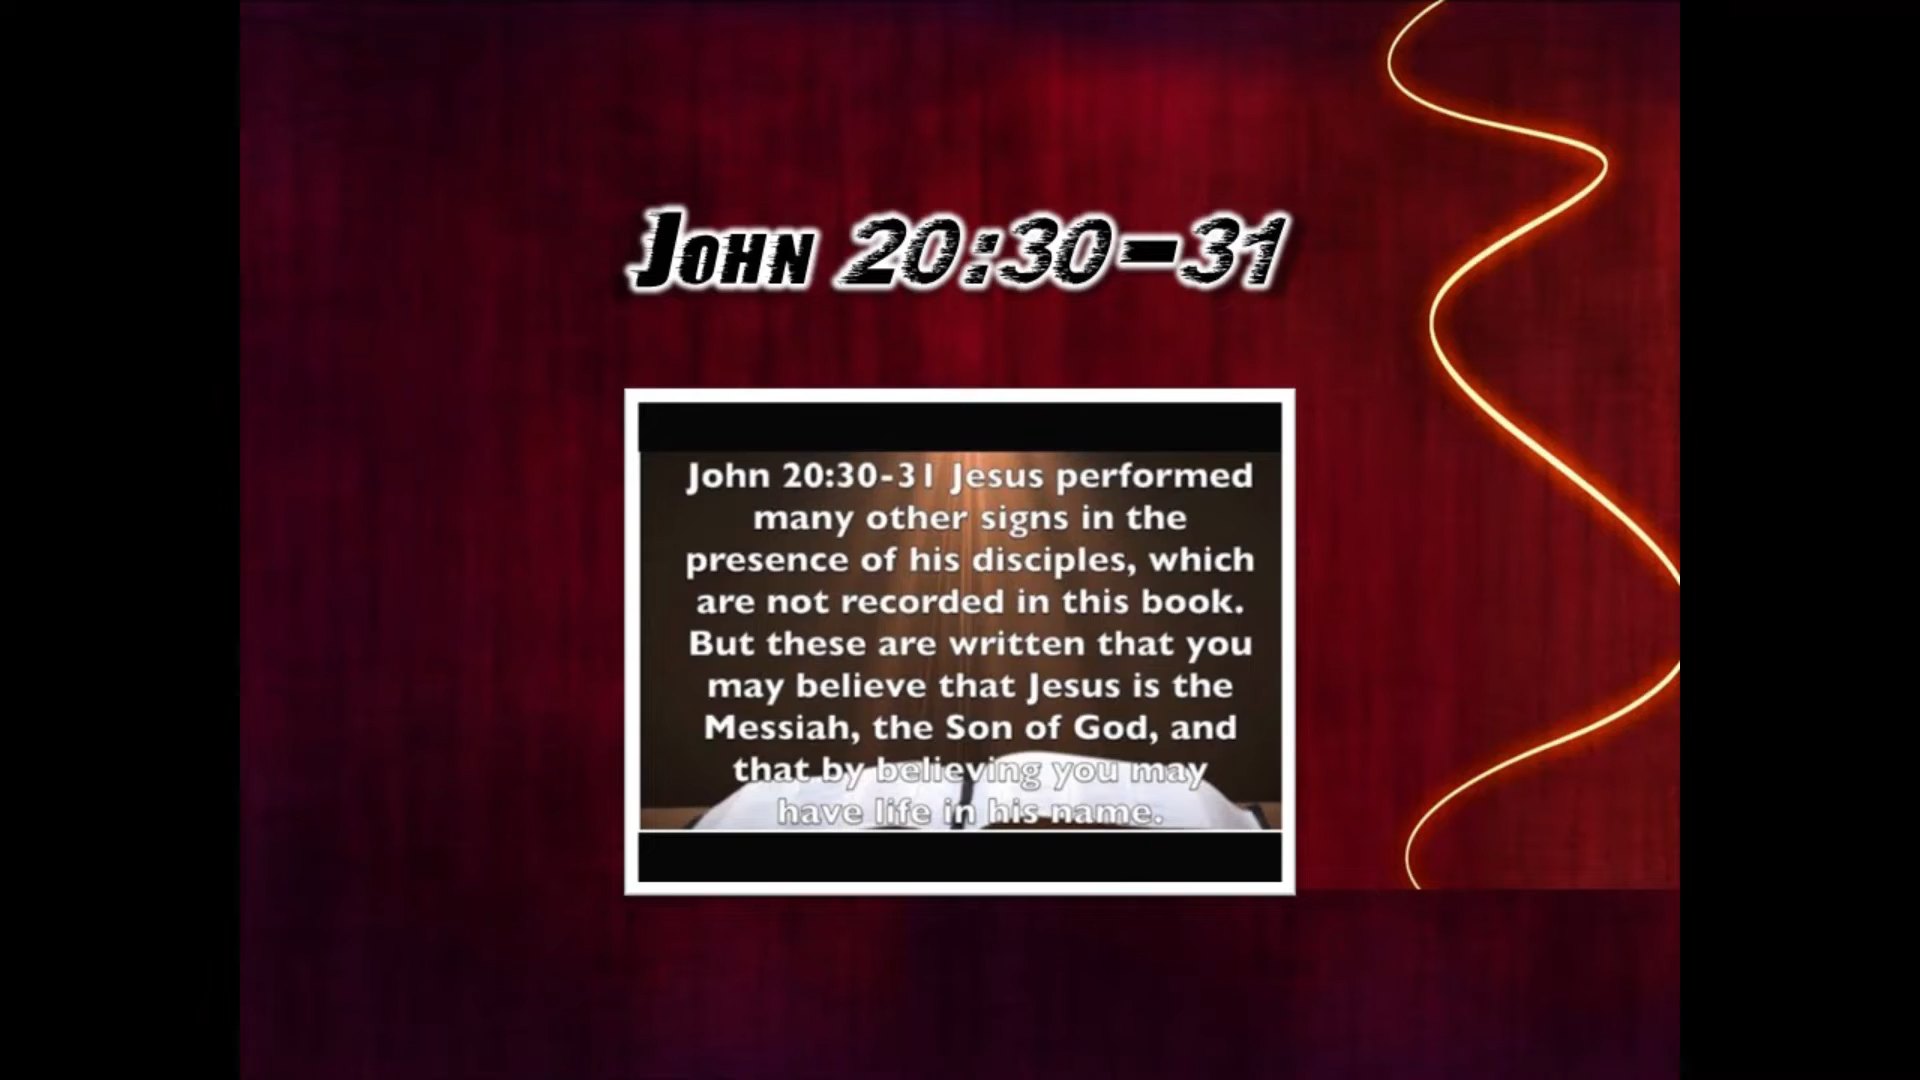 John 20:30-31
John 20:30-31 Jesus performed
many other signs in the
presence of his disciples, which
are not recorded in this book.
But these are written that you
may believe that Jesus is the
Messiah, the Son of God, and
that by believing you may
have life in his name.